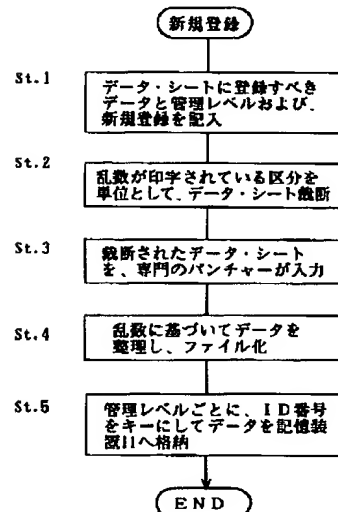 新規登録
St.1
データ・シートに登録すべき
データと管理レベルおよび、
新規登録を記入
St.2
乱数が印字されている区分を
単位として、データ・シート裁断
St.3
裁断されたデータ・シート
を、専門のパンチャーが入力
St.4
乱数に基づいてデータを
整理し、ファイル化
St.5
管理レベルごとに、ID番号
をキーにしてデータを記憶装
置11へ格納
END